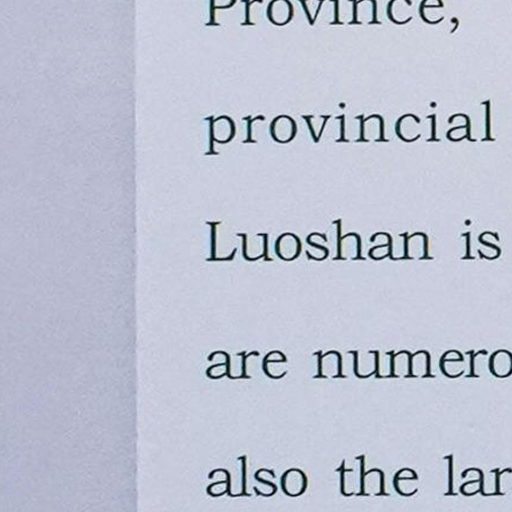 Province,
provincial
Luoshan is
are numero
also the lar